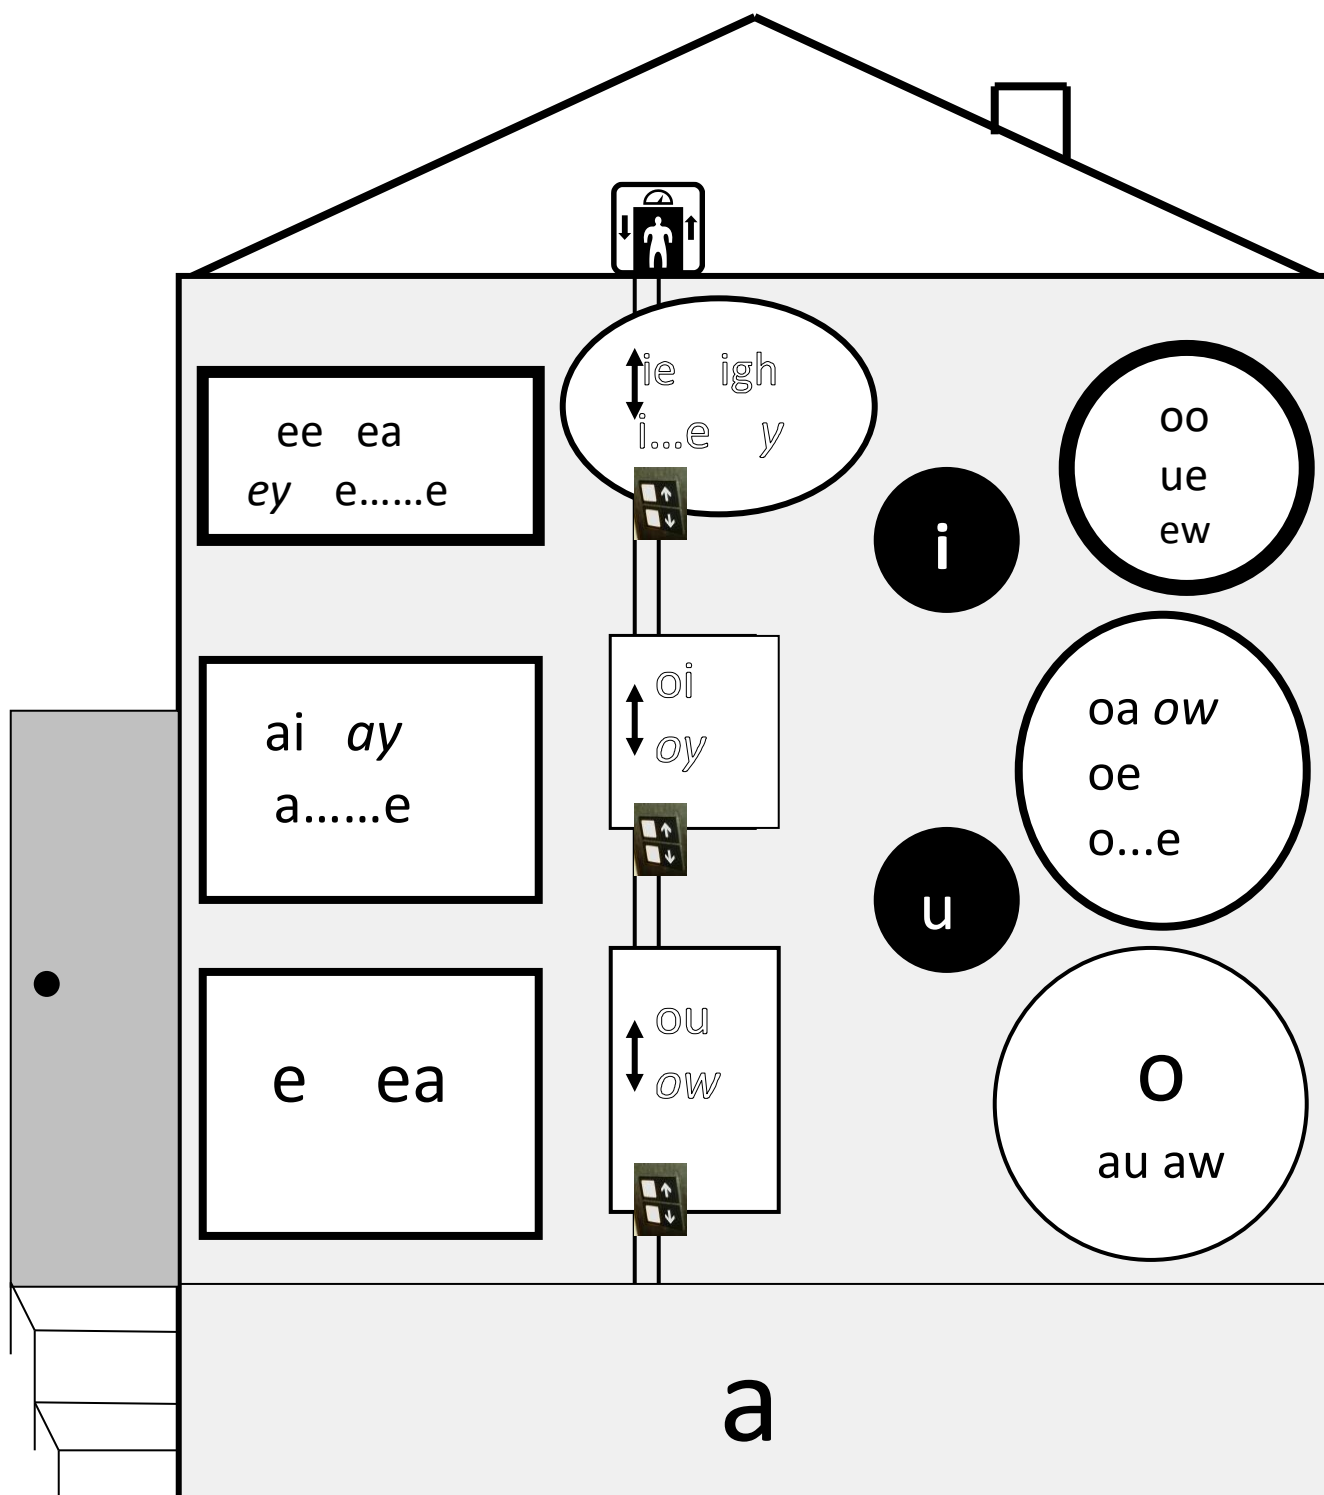 ie igh
i...e y
ee ea
ey e......e
oo
ue
ew
i
oi
oy
ai ay
a......e
oa ow
oe
o...e
u
ou
ow
e ea
o
au aw
a